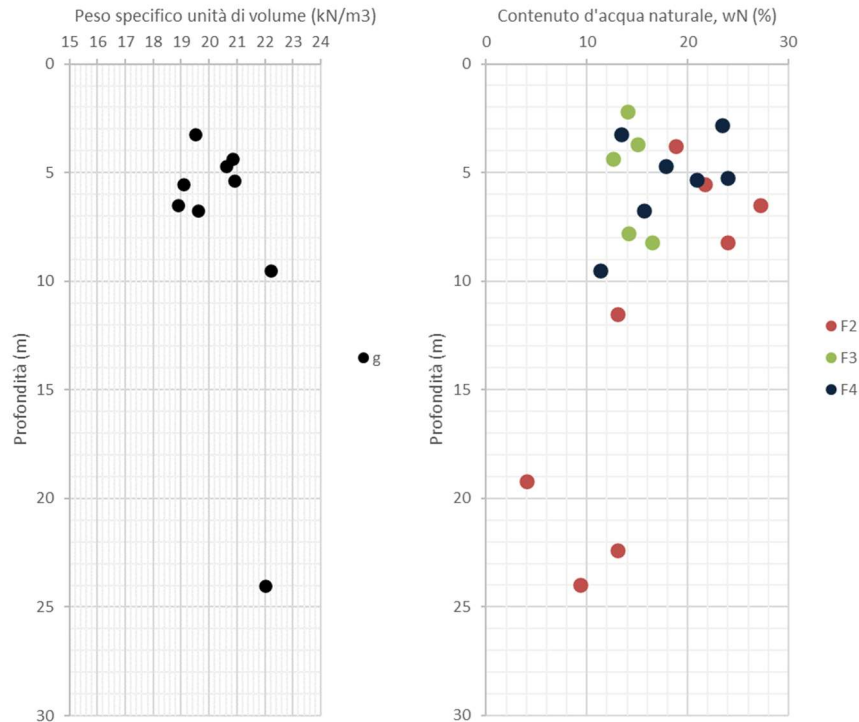 Peso specifico unità di volume (kN/m3)
15 16 17 18 19 20 21 22 23 24
0
5
10
15
20
25
30
Profondità (m)
g
Contenuto d'acqua naturale, wN (%)
0 10 20 30
0
5
10
15
20
25
30
Profondità (m)
F2
F3
F4